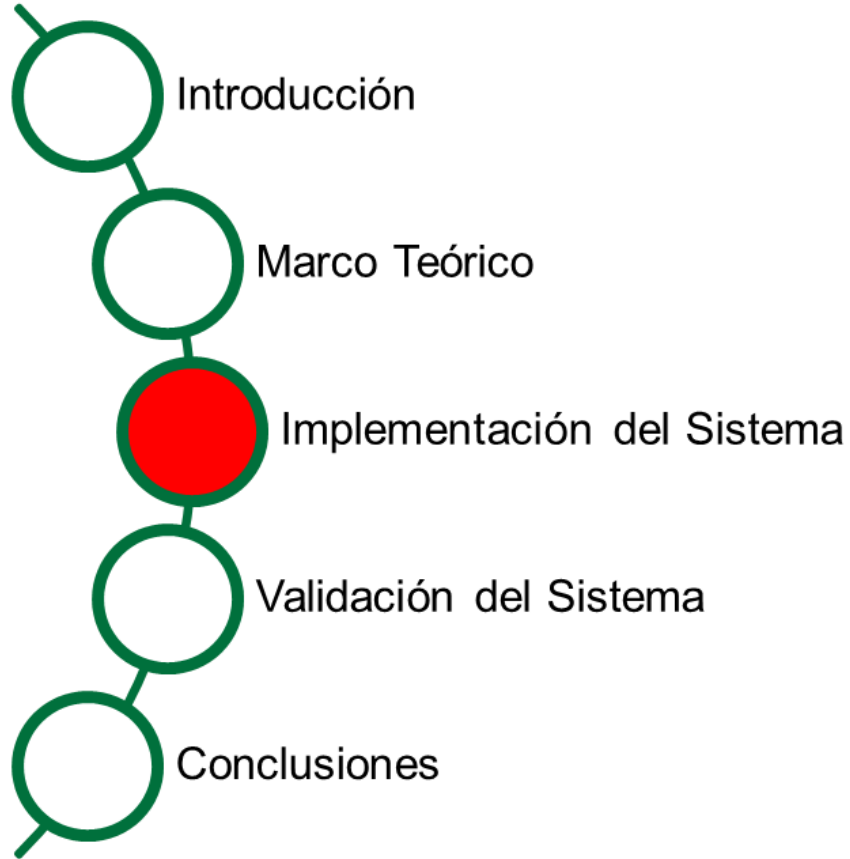 Introducción
Marco Teórico
Implementación del Sistema
Validación del Sistema
Conclusiones